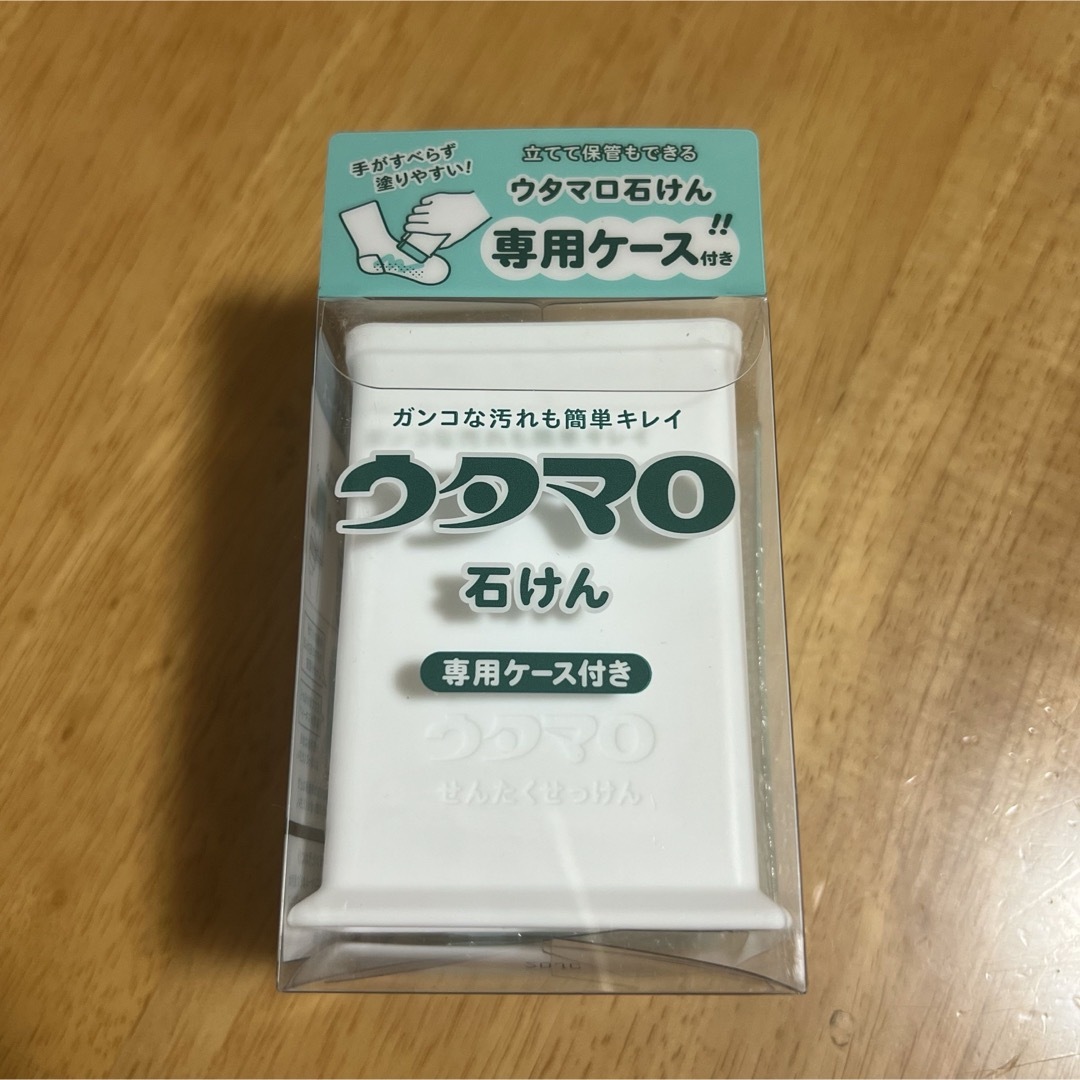 手がすべらず
塗りやすい!
立てて保管もできる
ウタマロ石けん
専用ケース!!付き
ガンコな汚れも簡単キレイ
ウタマロ
石けん
専用ケース付き
ウタマロ
せんたくせっけん